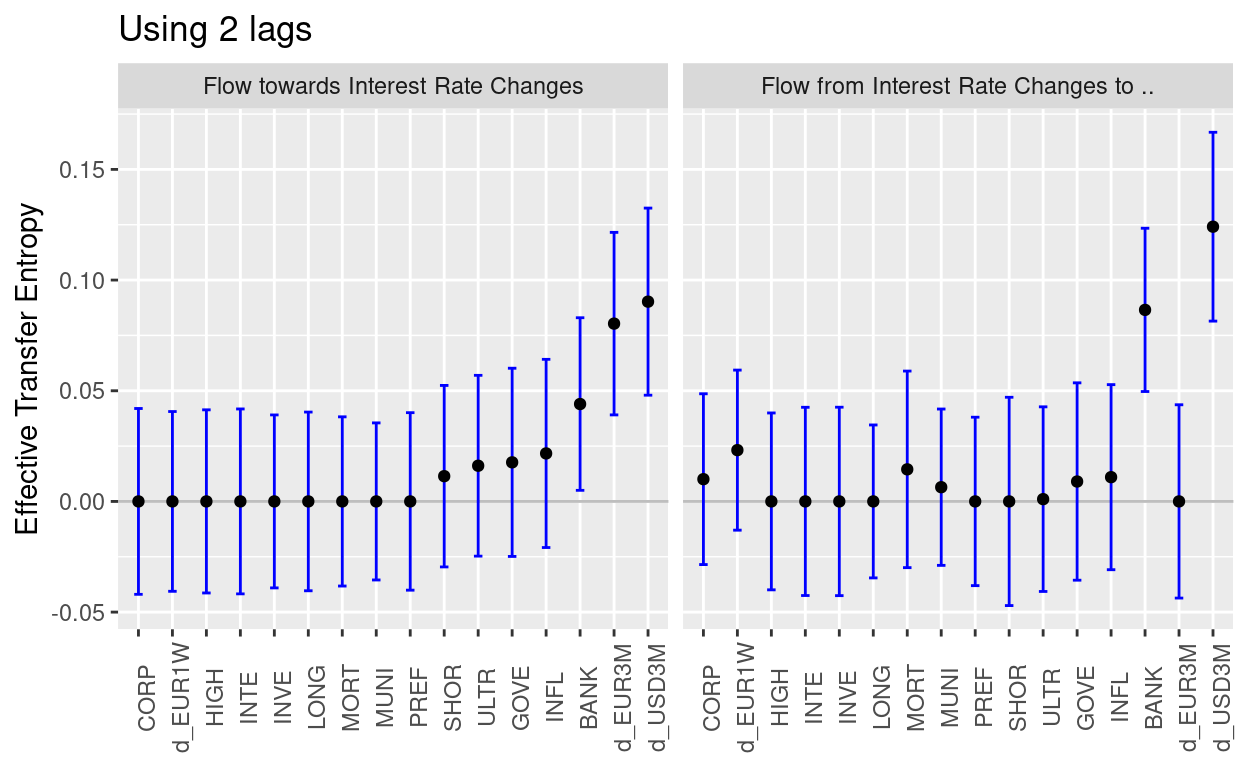 Using 2 lags
Flow towards Interest Rate Changes
Flow from Interest Rate Changes to ..
Effective Transfer Entropy
0.15
0.10
0.05
0.00
-0.05
CORP
d_EUR1W
HIGH
INTE
INVE
LONG
MORT
MUNI
PREF
SHOR
ULTR
GOVE
INFL
BANK
d_EUR3M
d_USD3M
CORP
d_EUR1W
HIGH
INTE
INVE
LONG
MORT
MUNI
PREF
SHOR
ULTR
GOVE
INFL
BANK
d_EUR3M
d_USD3M